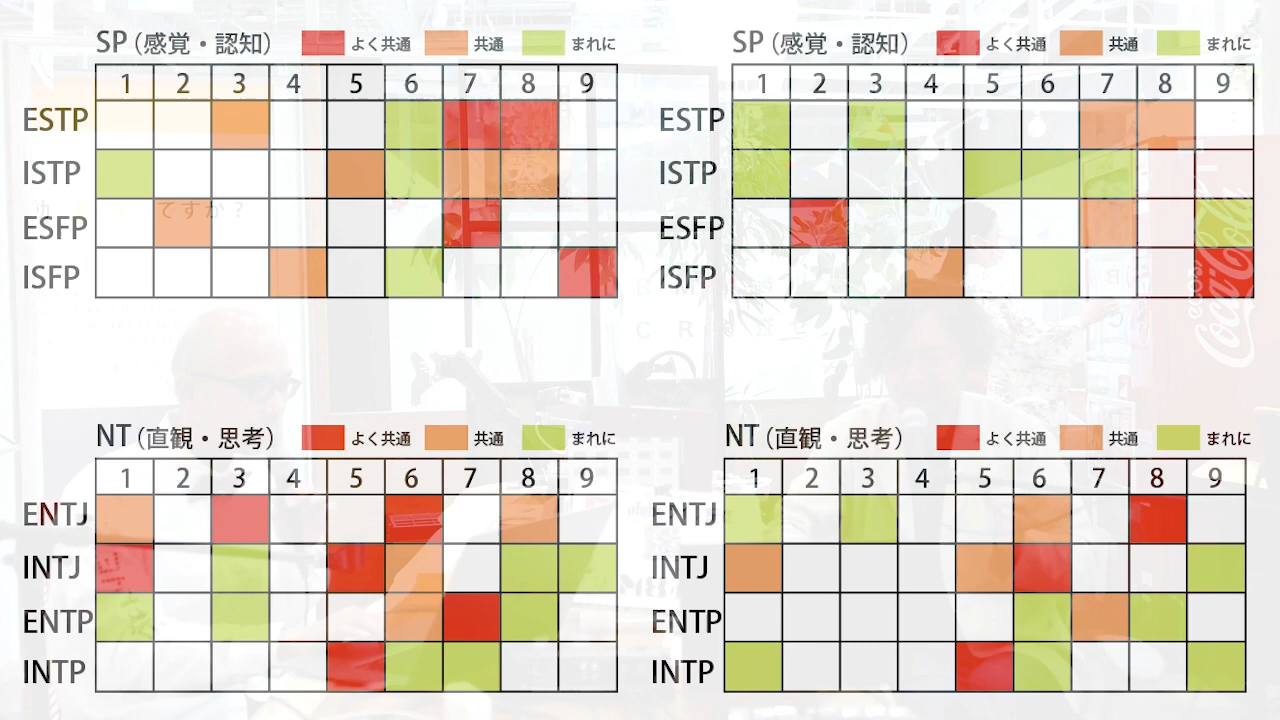 SP（感覚・認知） よく共通 共通 まれに
1 2 3 4 5 6 7 8 9
ESTP
ISTP
ESFP
ISFP
ですか？
SP（感覚・認知） よく共通 共通 まれに
1 2 3 4 5 6 7 8 9
ESTP
ISTP
ESFP
ISFP
Coca-Cola
NT（直観・思考） よく共通 共通 まれに
1 2 3 4 5 6 7 8 9
ENTJ
INTJ
ENTP
INTP
NT（直観・思考） よく共通 共通 まれに
1 2 3 4 5 6 7 8 9
ENTJ
INTJ
ENTP
INTP